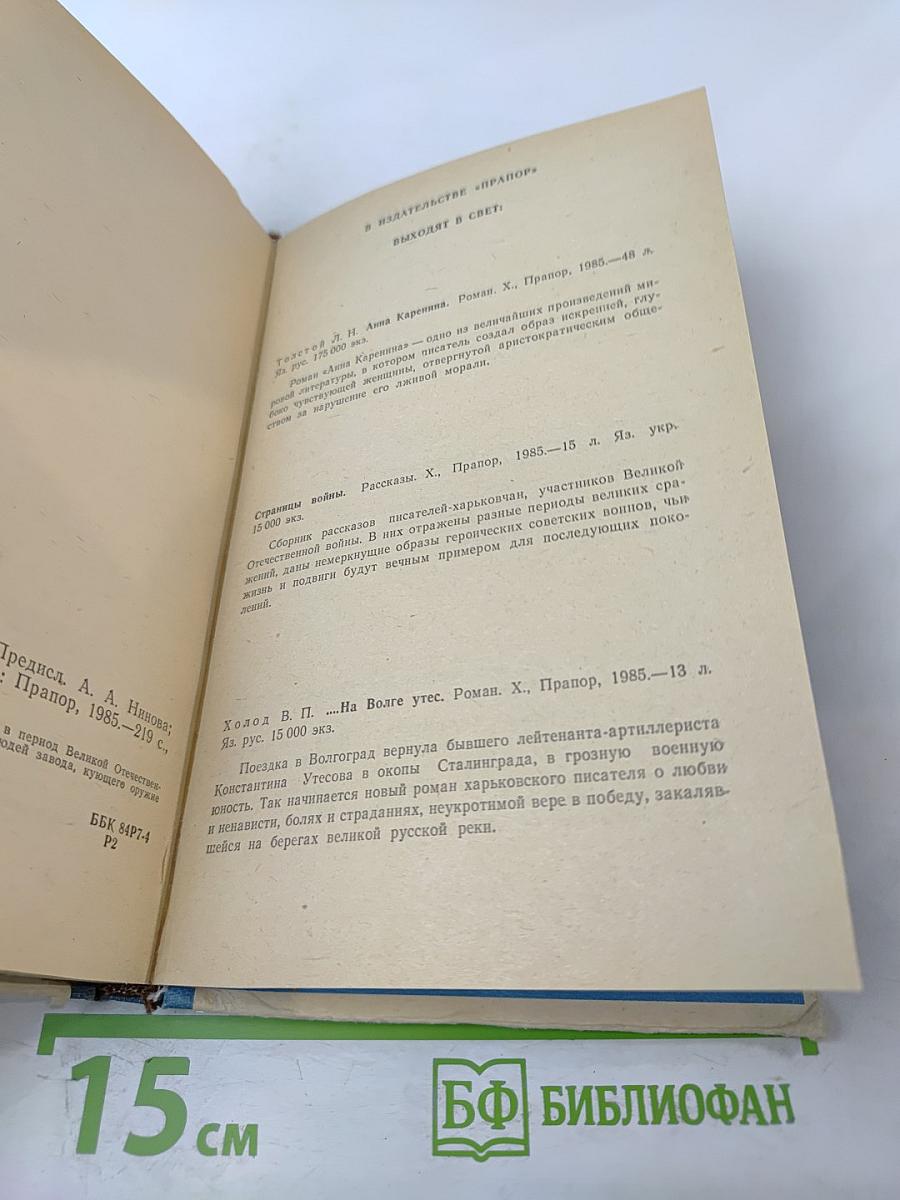 Предисл. А. А. Нинова;
: Прапор, 1985.—219 с.,
в период Великой Отечествен-
людей завода, кующего оружие
ББК 84Р7-4
Р2
В ИЗДАТЕЛЬСТВЕ «ПРАПОР»
ВЫХОДЯТ В СВЕТ:
Толстой Л. Н. Анна Каренина. Роман. Х., Прапор, 1985.—48 л.
Яз. рус. 175 000 экз.
Роман «Анна Каренина» — одно из величайших произведений ми-
ровой литературы, в котором писатель создал образ искренней, глу-
боко чувствующей женщины, отвергнутой аристократическим обще-
ством за нарушение его лживой морали.
Страницы войны. Рассказы. Х., Прапор, 1985.—15 л. Яз. укр.
15 000 экз.
Сборник рассказов писателей-харьковчан, участников Великой
Отечественной войны. В них отражены разные периоды великих сра-
жений, даны немеркнущие образы героических советских воинов, чьи
жизнь и подвиги будут вечным примером для последующих поко-
лений.
Холод В. П. ....На Волге утес. Роман. Х., Прапор, 1985.—13 л.
Яз. рус. 15 000 экз.
Поездка в Волгоград вернула бывшего лейтенанта-артиллериста
Константина Утесова в окопы Сталинграда, в грозную военную
юность. Так начинается новый роман харьковского писателя о любви
и ненависти, болях и страданиях, неукротимой вере в победу, закаляв-
шейся на берегах великой русской реки.
15 см
БФ БИБЛИОФАН